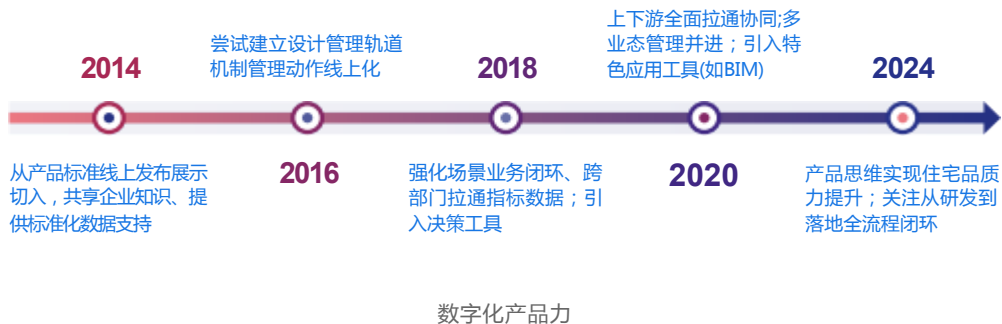 2014
从产品标准线上发布展示
切入，共享企业知识、提
供标准化数据支持
尝试建立设计管理轨道
机制管理动作线上化
2016
2018
强化场景业务闭环、跨
部门拉通指标数据；引
入决策工具
上下游全面拉通协同;多
业态管理并进；引入特
色应用工具(如BIM)
2020
2024
产品思维实现住宅品质
力提升；关注从研发到
落地全流程闭环
数字化产品力